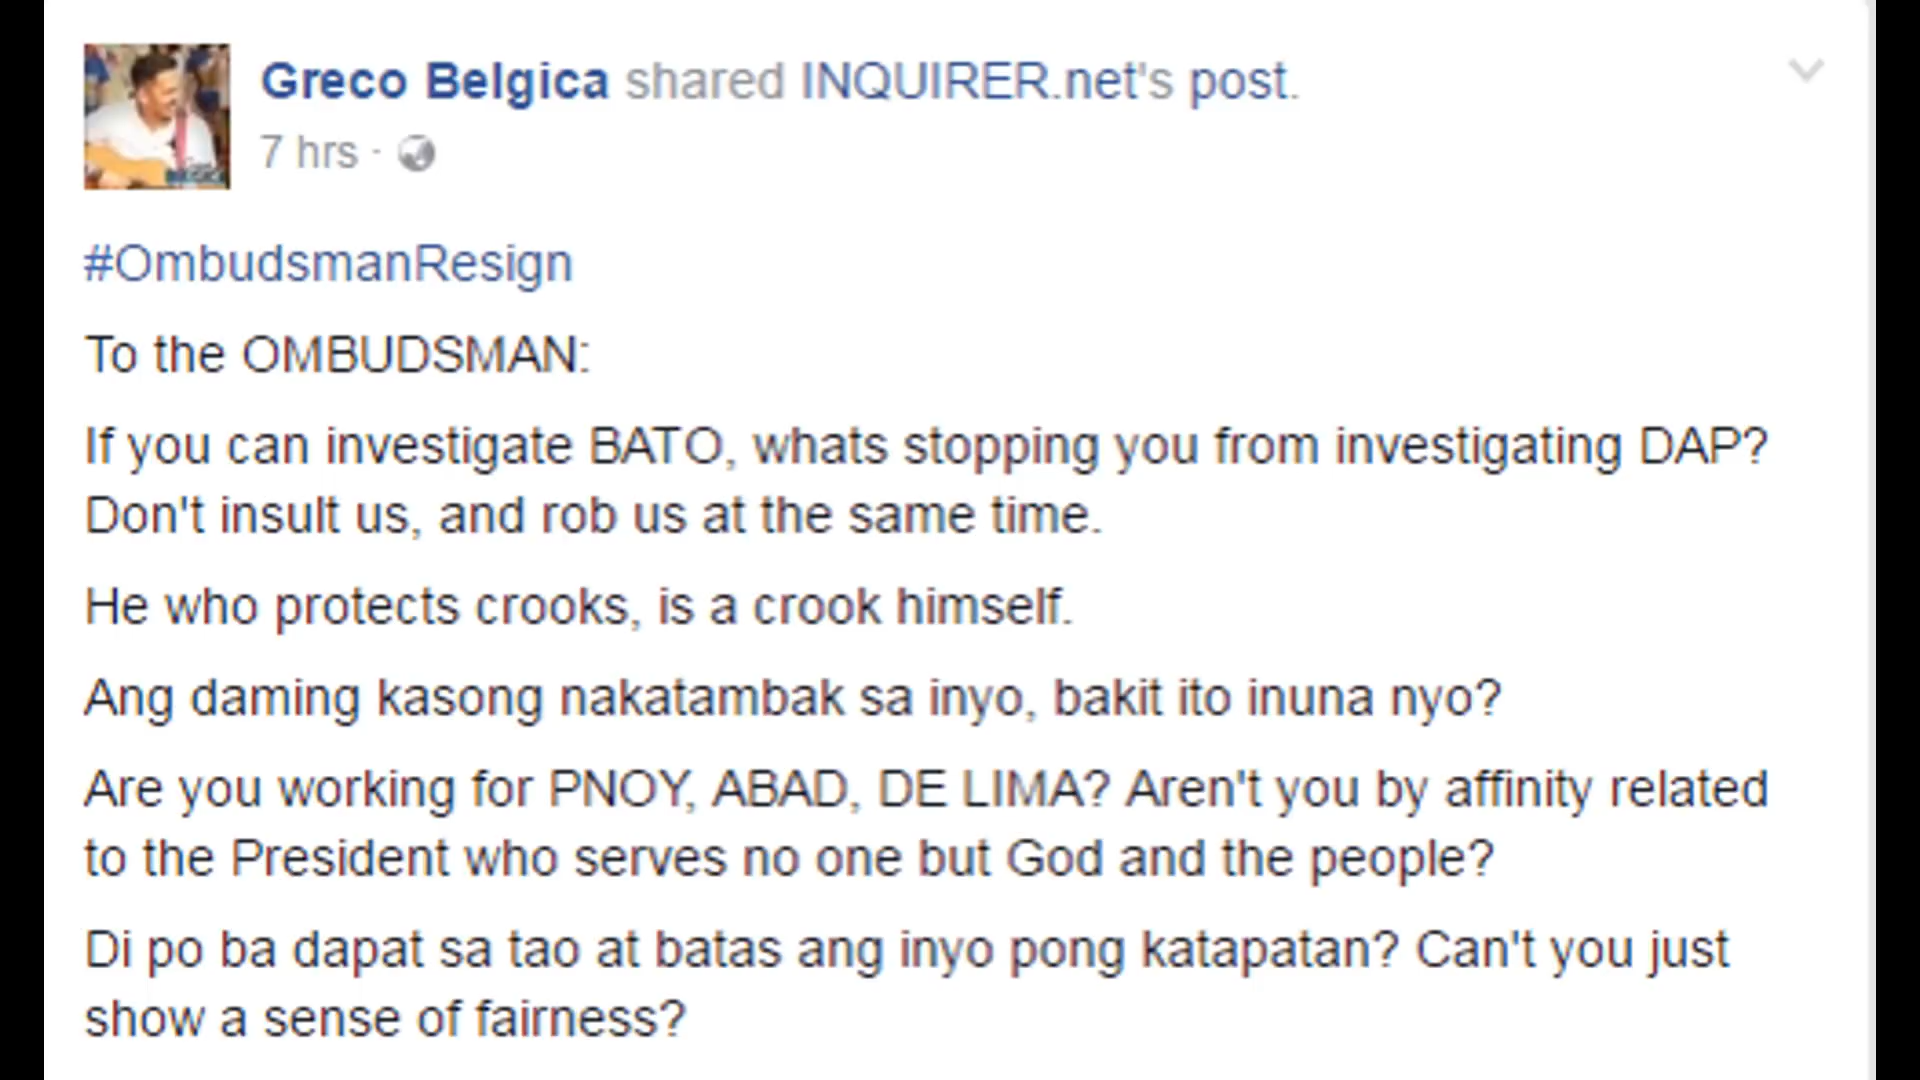 Greco Belgica shared INQUIRER.net's post.
7 hrs ·
#OmbudsmanResign
To the OMBUDSMAN:
If you can investigate BATO, whats stopping you from investigating DAP?
Don't insult us, and rob us at the same time.
He who protects crooks, is a crook himself.
Ang daming kasong nakatambak sa inyo, bakit ito inuna nyo?
Are you working for PNOY, ABAD, DE LIMA? Aren't you by affinity related
to the President who serves no one but God and the people?
Di po ba dapat sa tao at batas ang inyo pong katapatan? Can't you just
show a sense of fairness?